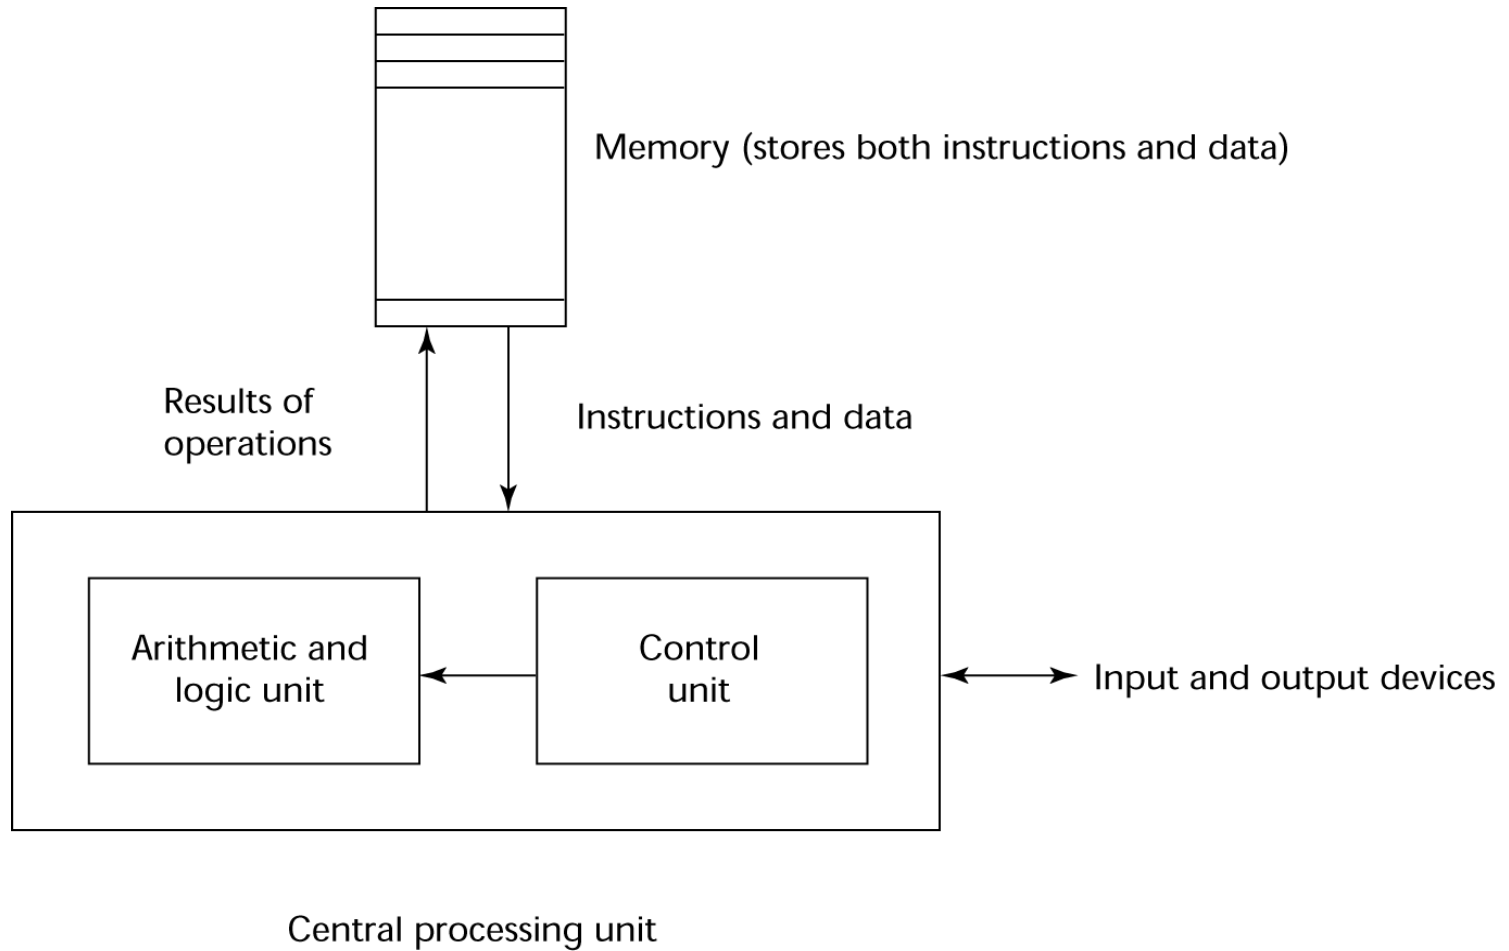 Memory (stores both instructions and data)
Results of
operations
Instructions and data
Arithmetic and
logic unit
Control
unit
Input and output devices
Central processing unit